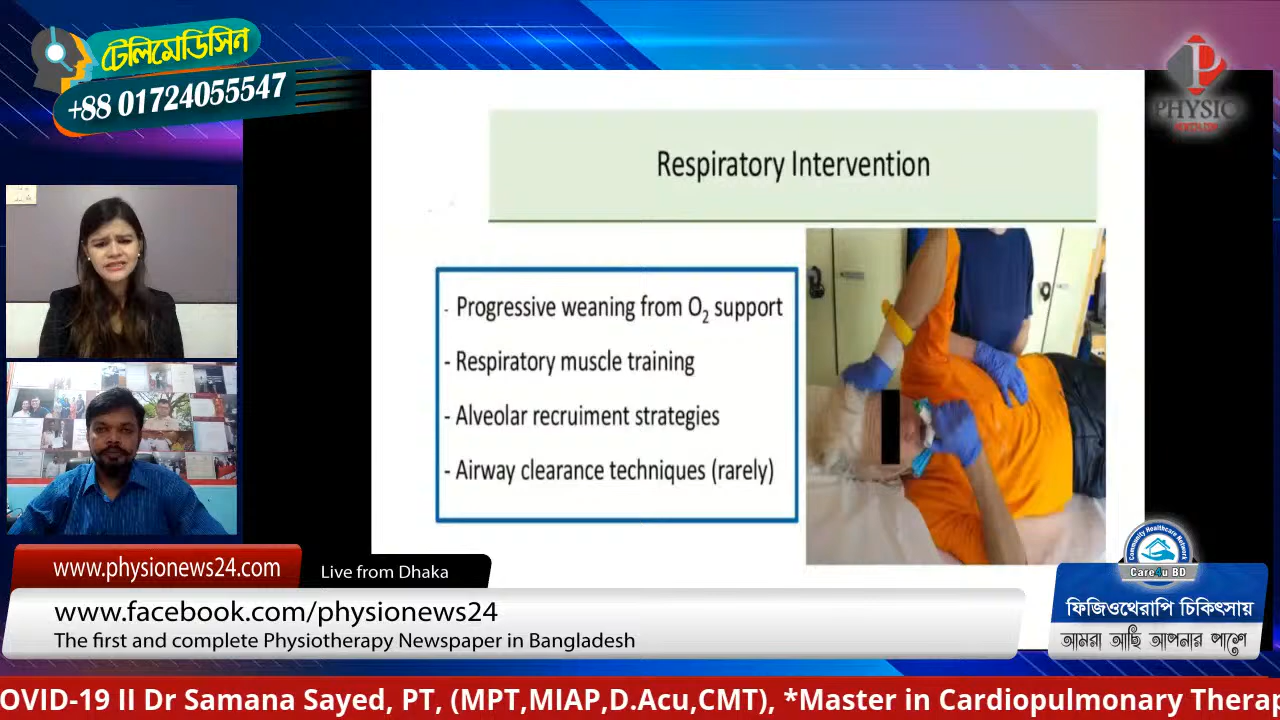 টেলিমেডিসিন
+88 01724055547
PHYSIC
Respiratory Intervention
- Progressive weaning from O₂ support
- Respiratory muscle training
- Alveolar recruiment strategies
- Airway clearance techniques (rarely)
www.physionews24.com
Live from Dhaka
www.facebook.com/physionews24
The first and complete Physiotherapy Newspaper in Bangladesh
Community Healthcare Network
Care4u BD
ফিজিওথেরাপি চিকিৎসায়
আমরা আছি আপনার পাশে
OVID-19 II Dr Samana Sayed, PT, (MPT,MIAP,D.Acu,CMT), *Master in Cardiopulmonary Therap